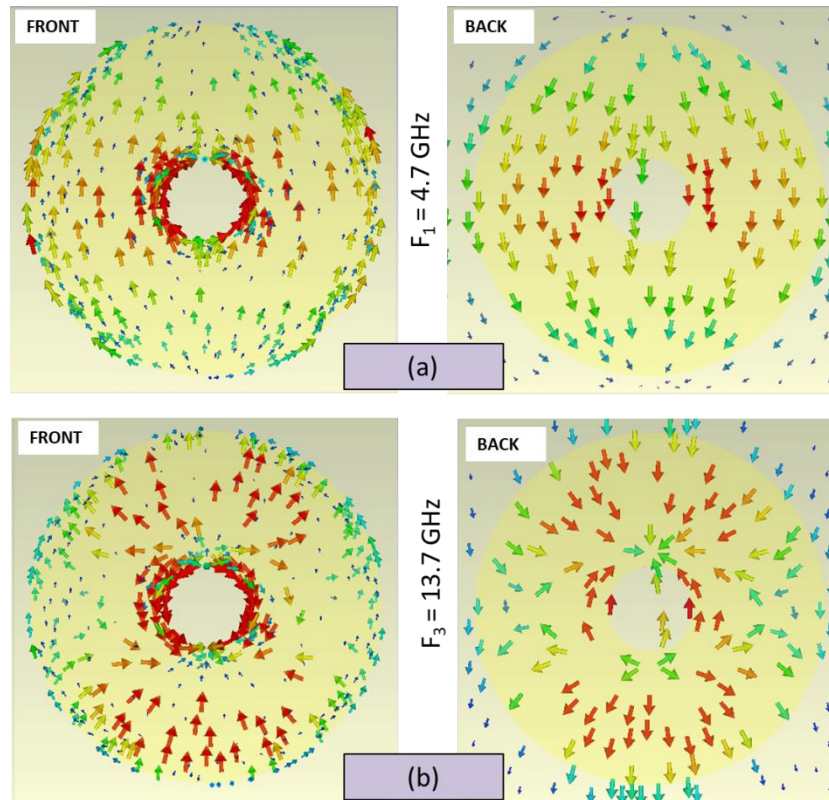 FRONT
F1 = 4.7 GHz
BACK
(a)
FRONT
F3 = 13.7 GHz
BACK
(b)